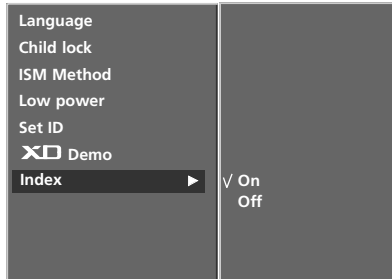 Language
Child lock
ISM Method
Low power
Set ID
XD Demo
Index ▶ √ On
Off